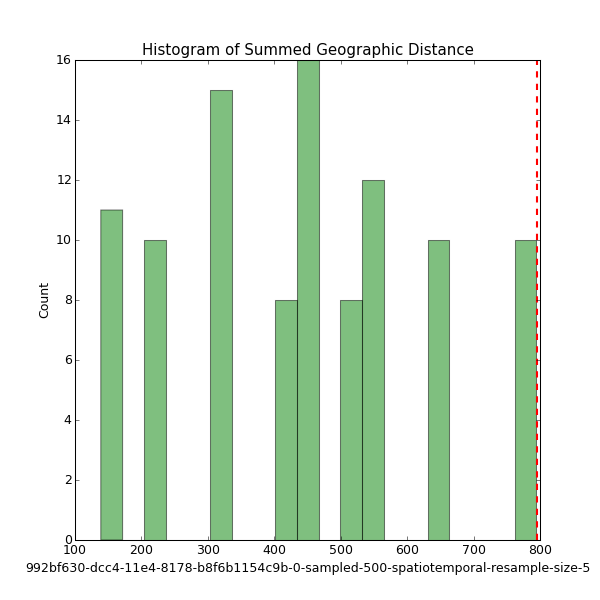 Histogram of Summed Geographic Distance
16
14
12
10
8
6
4
2
0
Count
100 200 300 400 500 600 700 800
992bf630-dcc4-11e4-8178-b8f6b1154c9b-0-sampled-500-spatiotemporal-resample-size-5